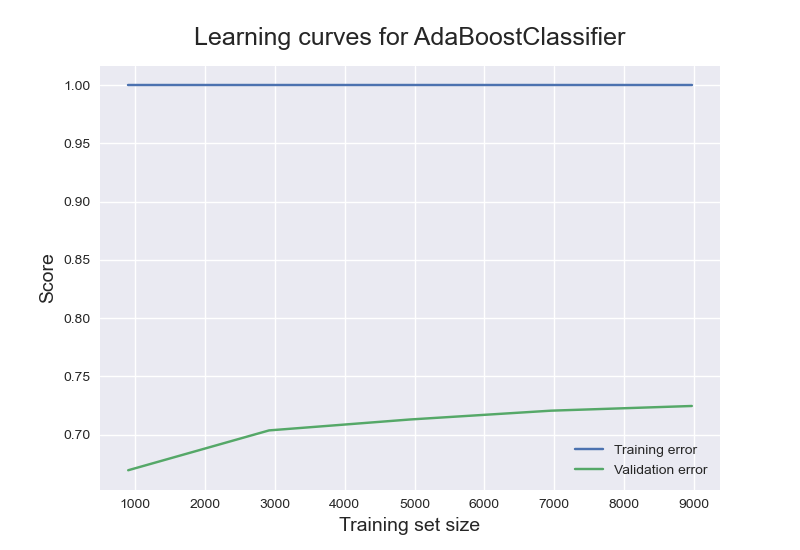 Learning curves for AdaBoostClassifier
1.00
0.95
0.90
0.85
0.80
0.75
0.70
Score
Training error
Validation error
1000 2000 3000 4000 5000 6000 7000 8000 9000
Training set size